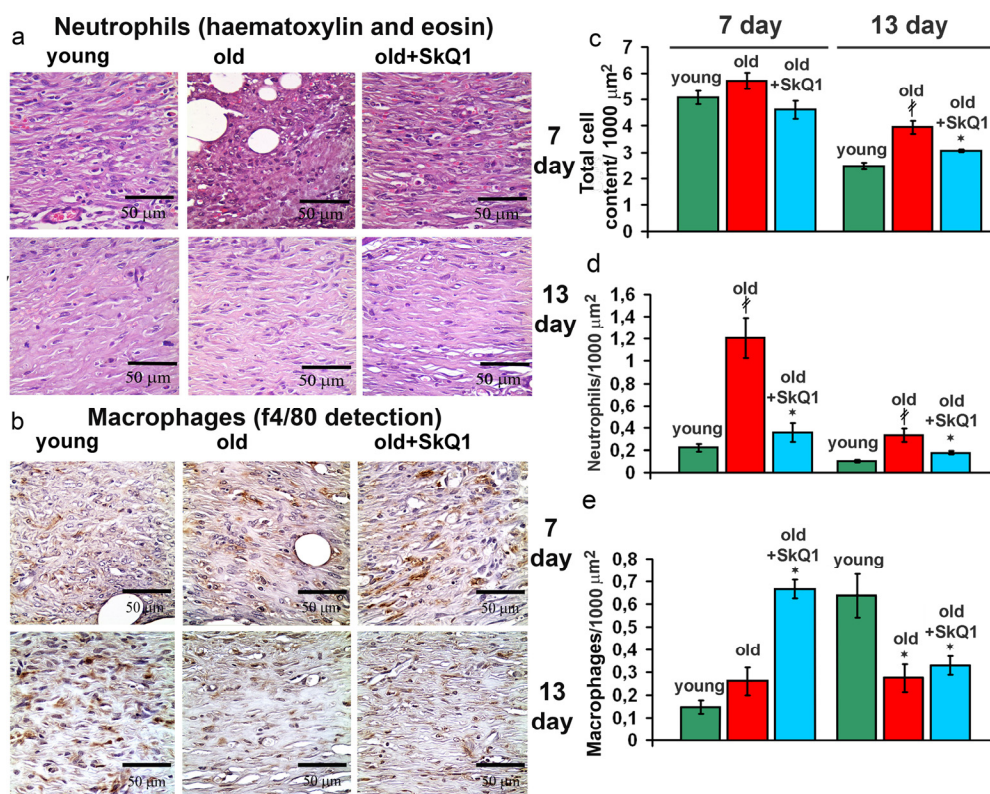 a
Neutrophils (haematoxylin and eosin)
young
old
old+SkQ1
50 µm
50 µm
50 µm
7
day
50 µm
50 µm
50 µm
13
day
b
Macrophages (f4/80 detection)
young
old
old+SkQ1
50 µm
50 µm
50 µm
7
day
50 µm
50 µm
50 µm
13
day
7 day
13 day
c
Total cell
content/ 1000 µm²
7
6
5
4
3
2
1
0
young
old
old
+SkQ1
young
old
old
+SkQ1
*
d
Neutrophils/1000 µm²
1,6
1,4
1,2
1
0,8
0,6
0,4
0,2
0
young
old
old
+SkQ1
*
young
old
old
+SkQ1
*
e
Macrophages/1000 µm²
0,8
0,7
0,6
0,5
0,4
0,3
0,2
0,1
0
young
old
old
+SkQ1
*
young
old
*
old
+SkQ1
*